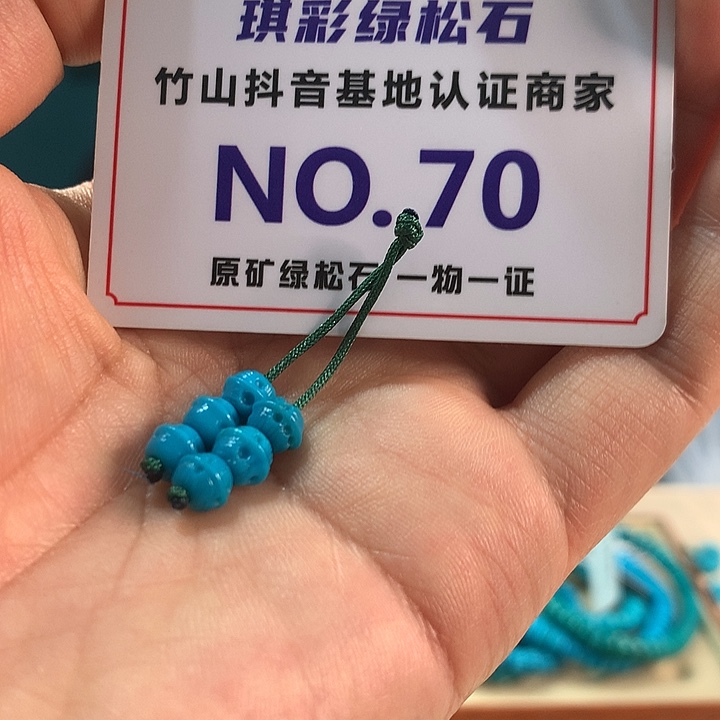 琪彩绿松石
竹山抖音基地认证商家
NO.70
原矿绿松石 一物一证